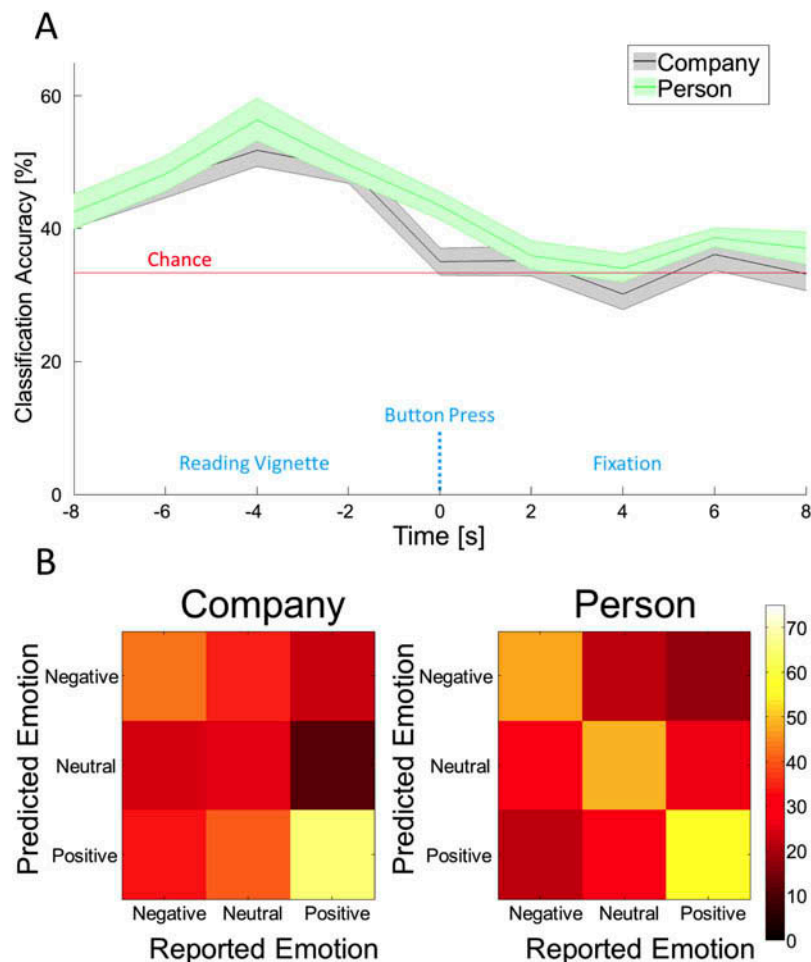 A
Company
Person
Classification Accuracy [%]
60
40
20
0
Chance
Button Press
Reading Vignette
Fixation
-8
-6
-4
-2
0
2
4
6
8
Time [s]
B
Company
Person
Predicted Emotion
Negative
Neutral
Positive
Negative
Neutral
Positive
Reported Emotion
Predicted Emotion
Negative
Neutral
Positive
Negative
Neutral
Positive
Reported Emotion
70
60
50
40
30
20
10
0